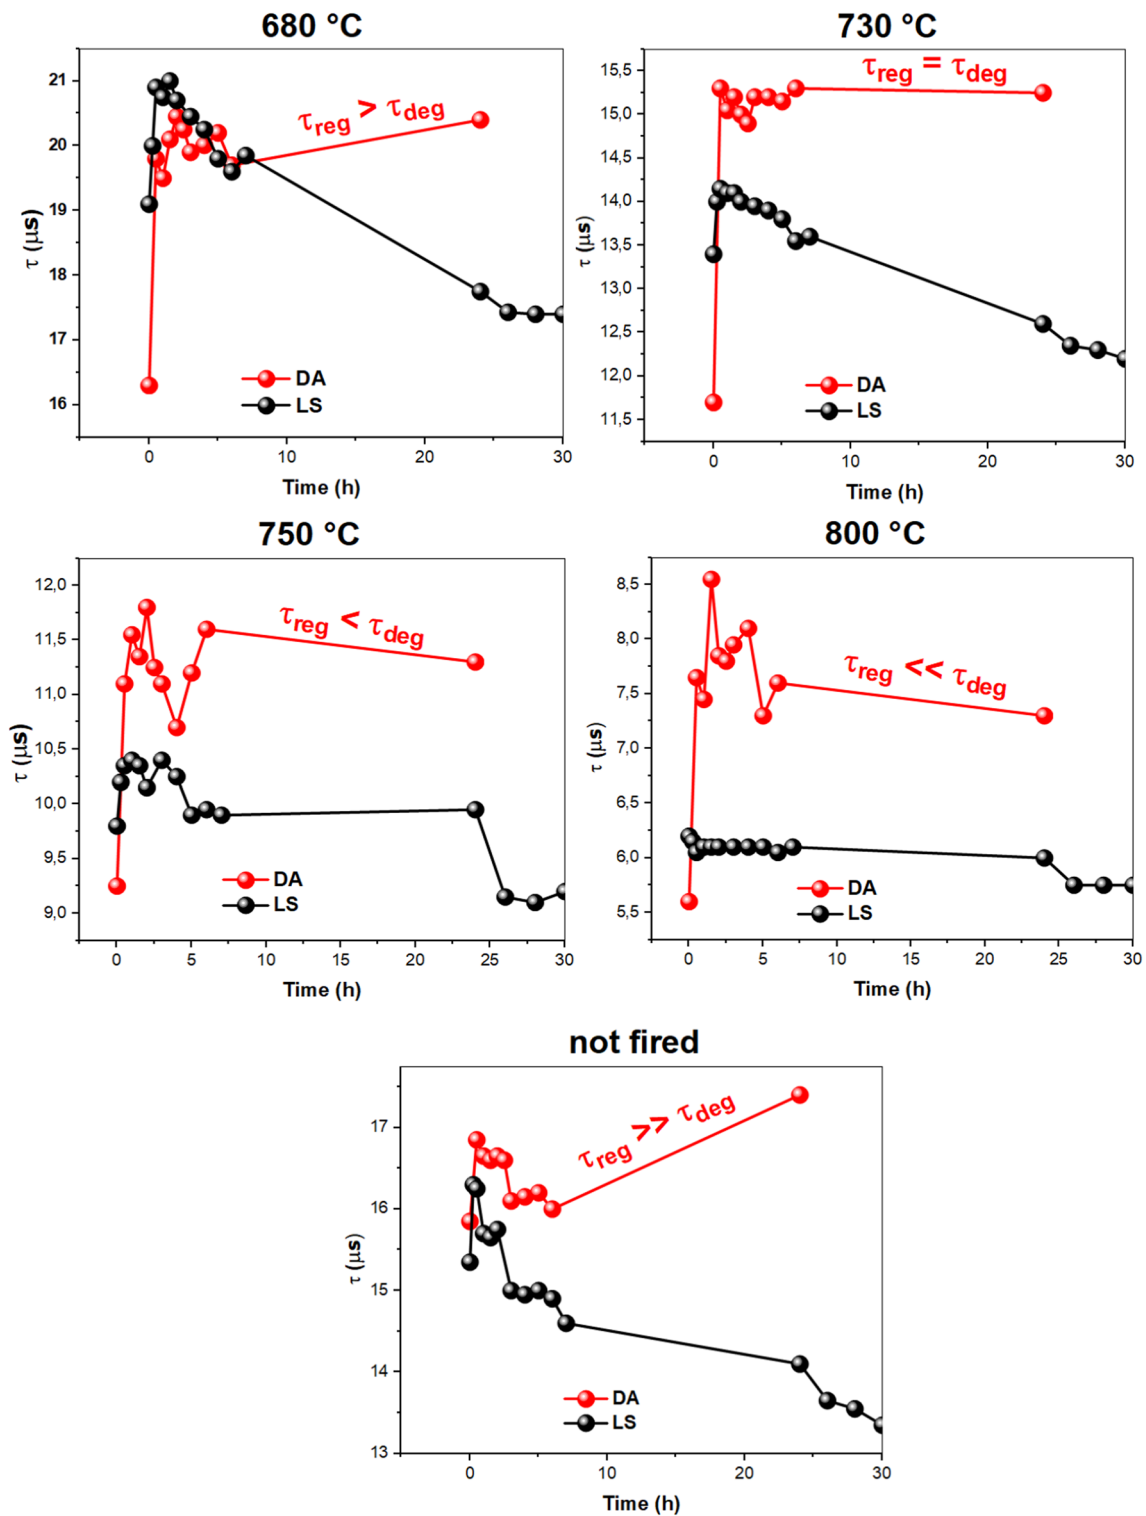 680 °C
21
20
19
18
17
16
τ (μs)
τreg > τdeg
DA
LS
0 10 20 30
Time (h)
730 °C
15,5
15,0
14,5
14,0
13,5
13,0
12,5
12,0
11,5
τ (μs)
τreg = τdeg
DA
LS
0 10 20 30
Time (h)
750 °C
12,0
11,5
11,0
10,5
10,0
9,5
9,0
τ (μs)
τreg < τdeg
DA
LS
0 5 10 15 20 25 30
Time (h)
800 °C
8,5
8,0
7,5
7,0
6,5
6,0
5,5
τ (μs)
τreg << τdeg
DA
LS
0 5 10 15 20 25 30
Time (h)
not fired
17
16
15
14
13
τ (μs)
τreg >> τdeg
DA
LS
0 10 20 30
Time (h)